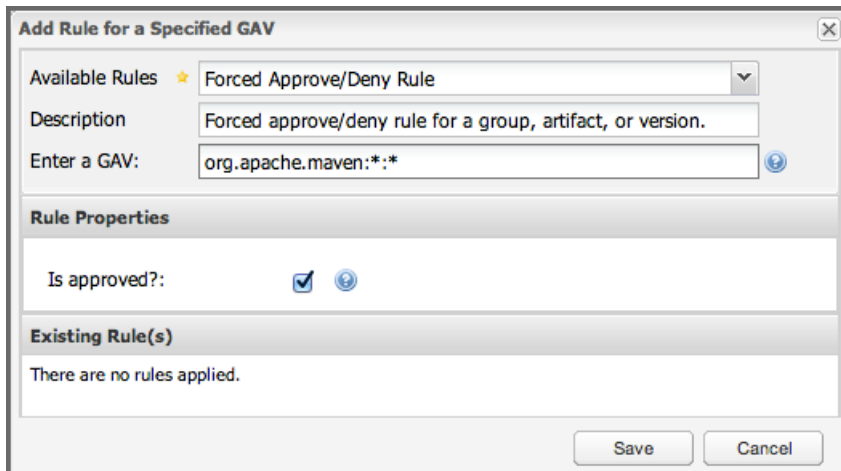 Add Rule for a Specified GAV
Available Rules Forced Approve/Deny Rule
Description Forced approve/deny rule for a group, artifact, or version.
Enter a GAV: org.apache.maven:*:*
Rule Properties
Is approved?:
Existing Rule(s)
There are no rules applied.
Save Cancel